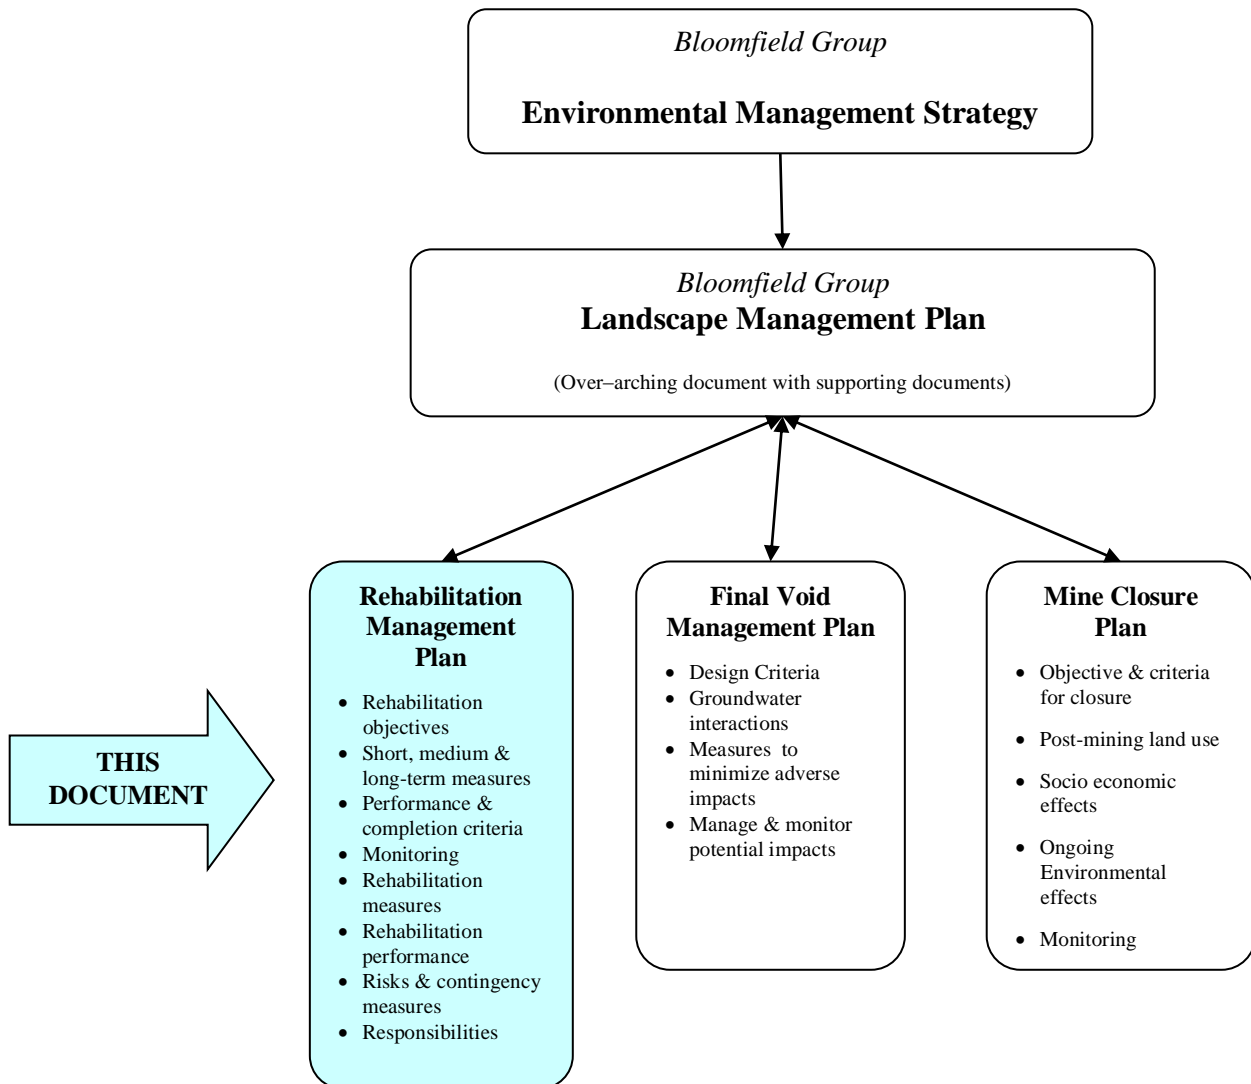 Bloomfield Group
Environmental Management Strategy
Bloomfield Group
Landscape Management Plan
(Over–arching document with supporting documents)
THIS
DOCUMENT
Rehabilitation
Management
Plan
• Rehabilitation
objectives
• Short, medium &
long-term measures
• Performance &
completion criteria
• Monitoring
• Rehabilitation
measures
• Rehabilitation
performance
• Risks & contingency
measures
• Responsibilities
Final Void
Management Plan
• Design Criteria
• Groundwater
interactions
• Measures to
minimize adverse
impacts
• Manage & monitor
potential impacts
Mine Closure
Plan
• Objective & criteria
for closure
• Post-mining land use
• Socio economic
effects
• Ongoing
Environmental
effects
• Monitoring